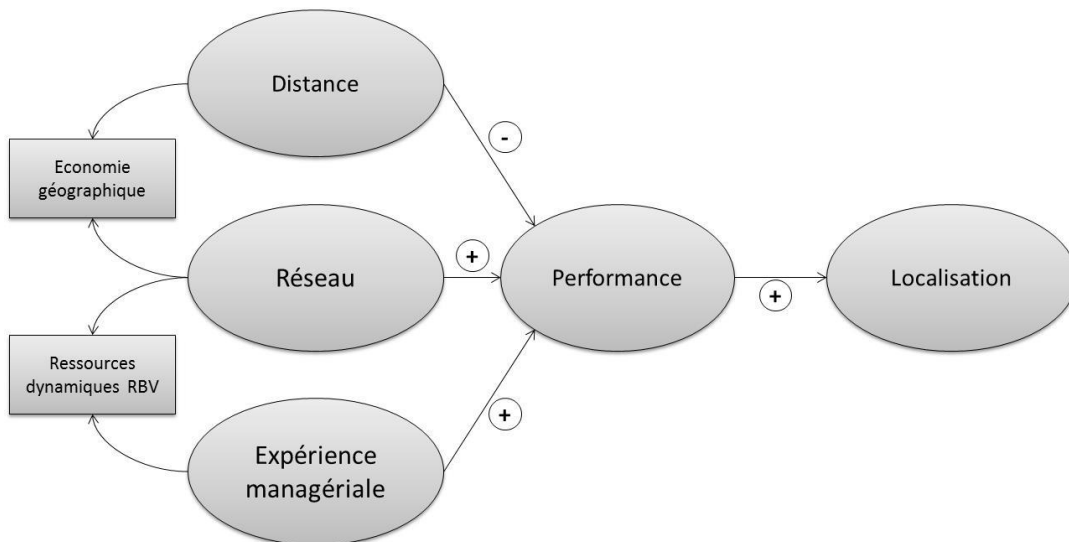 Distance
-
Economie
géographique
Réseau
+
Performance
+
Localisation
Ressources
dynamiques RBV
+
Expérience
managériale